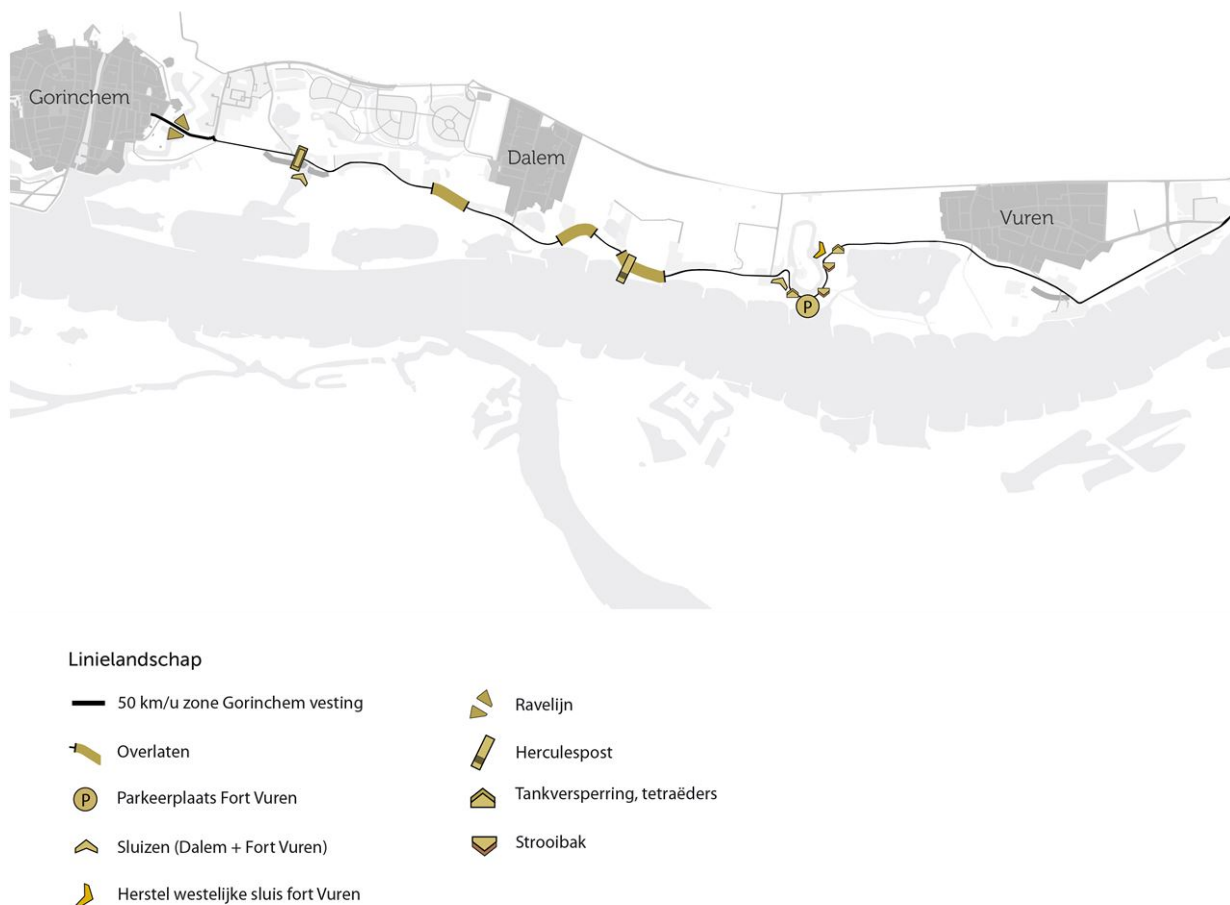 Gorinchem
Dalem
Vuren
P
Linielandschap
50 km/u zone Gorinchem vesting
Overlaten
P
Parkeerplaats Fort Vuren
Sluizen (Dalem + Fort Vuren)
Herstel westelijke sluis fort Vuren
Ravelijn
Herculespost
Tankversperring, tetraëders
Strooibak